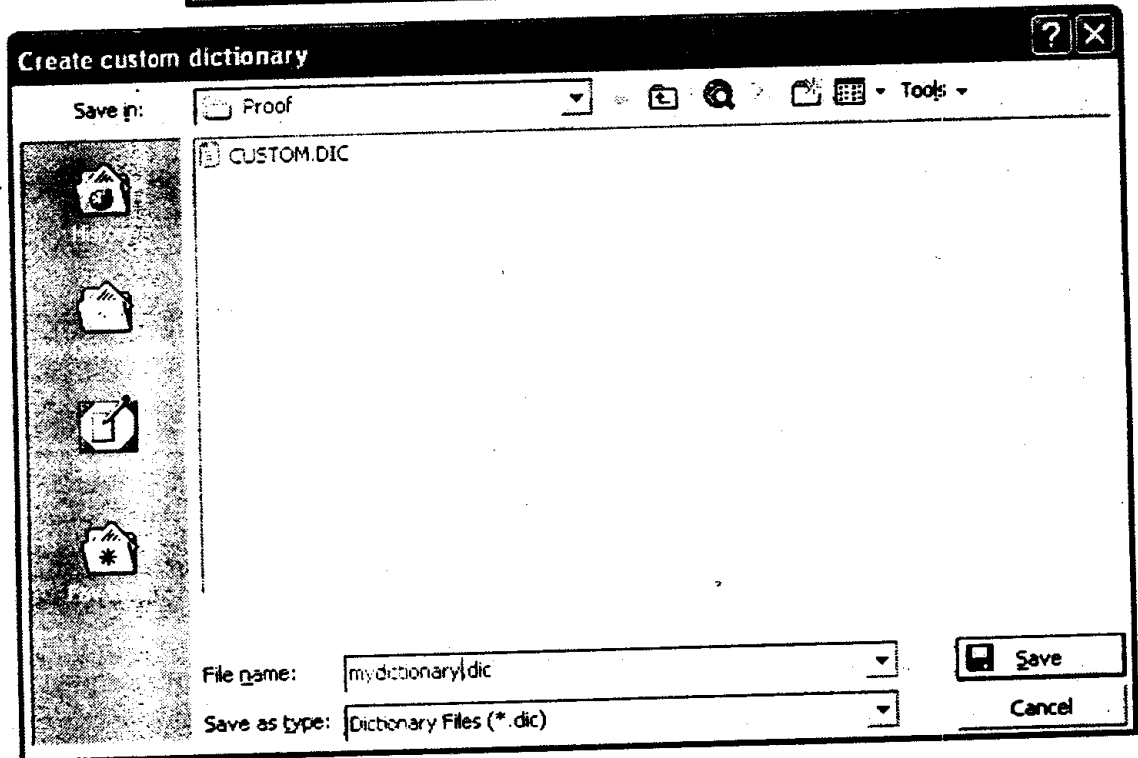 Create custom dictionary
Save in: Proof Tools
CUSTOM.DIC
File name: mydictionary.dic Save
Save as type: Dictionary Files (*.dic) Cancel